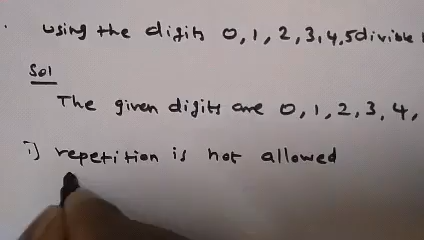 using the digits 0, 1, 2, 3, 4, 5 divible
Sol
The given digits are 0, 1, 2, 3, 4,
i) repetition is not allowed